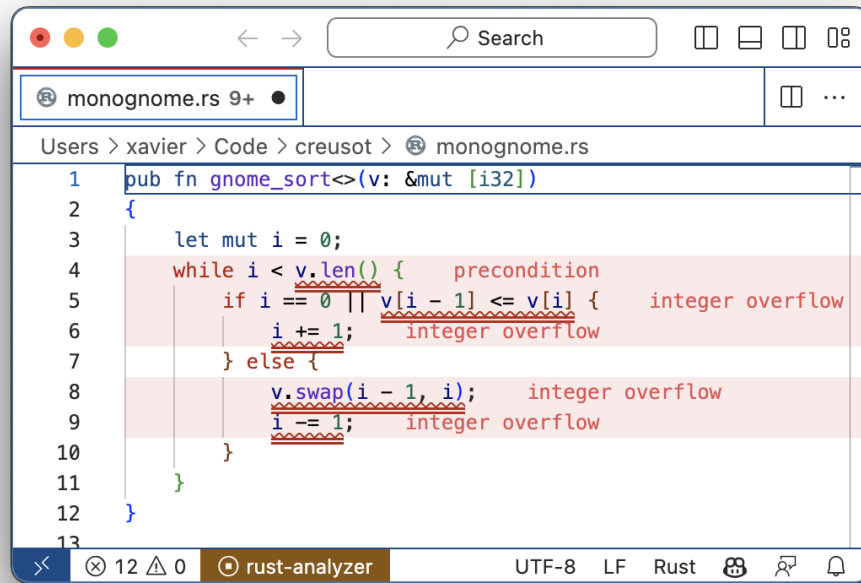 Search
monognome.rs 9+
Users > xavier > Code > creusot > monognome.rs
1 pub fn gnome_sort<>(v: &mut [i32])
2 {
3 let mut i = 0;
4 while i < v.len() { precondition
5 if i == 0 || v[i - 1] <= v[i] { integer overflow
6 i += 1; integer overflow
7 } else {
8 v.swap(i - 1, i); integer overflow
9 i -= 1; integer overflow
10 }
11 }
12 }
13
12 0 rust-analyzer UTF-8 LF Rust